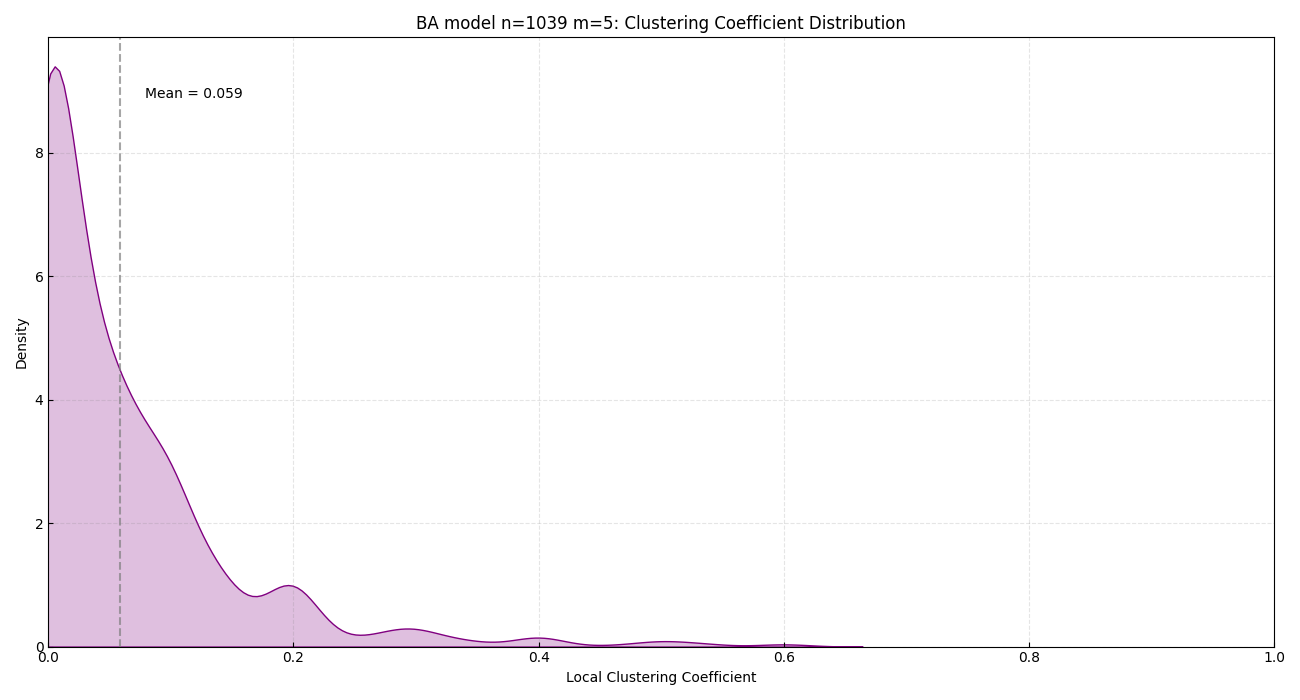 BA model n=1039 m=5: Clustering Coefficient Distribution
Mean = 0.059
Density
8
6
4
2
0
0.0 0.2 0.4 0.6 0.8 1.0
Local Clustering Coefficient